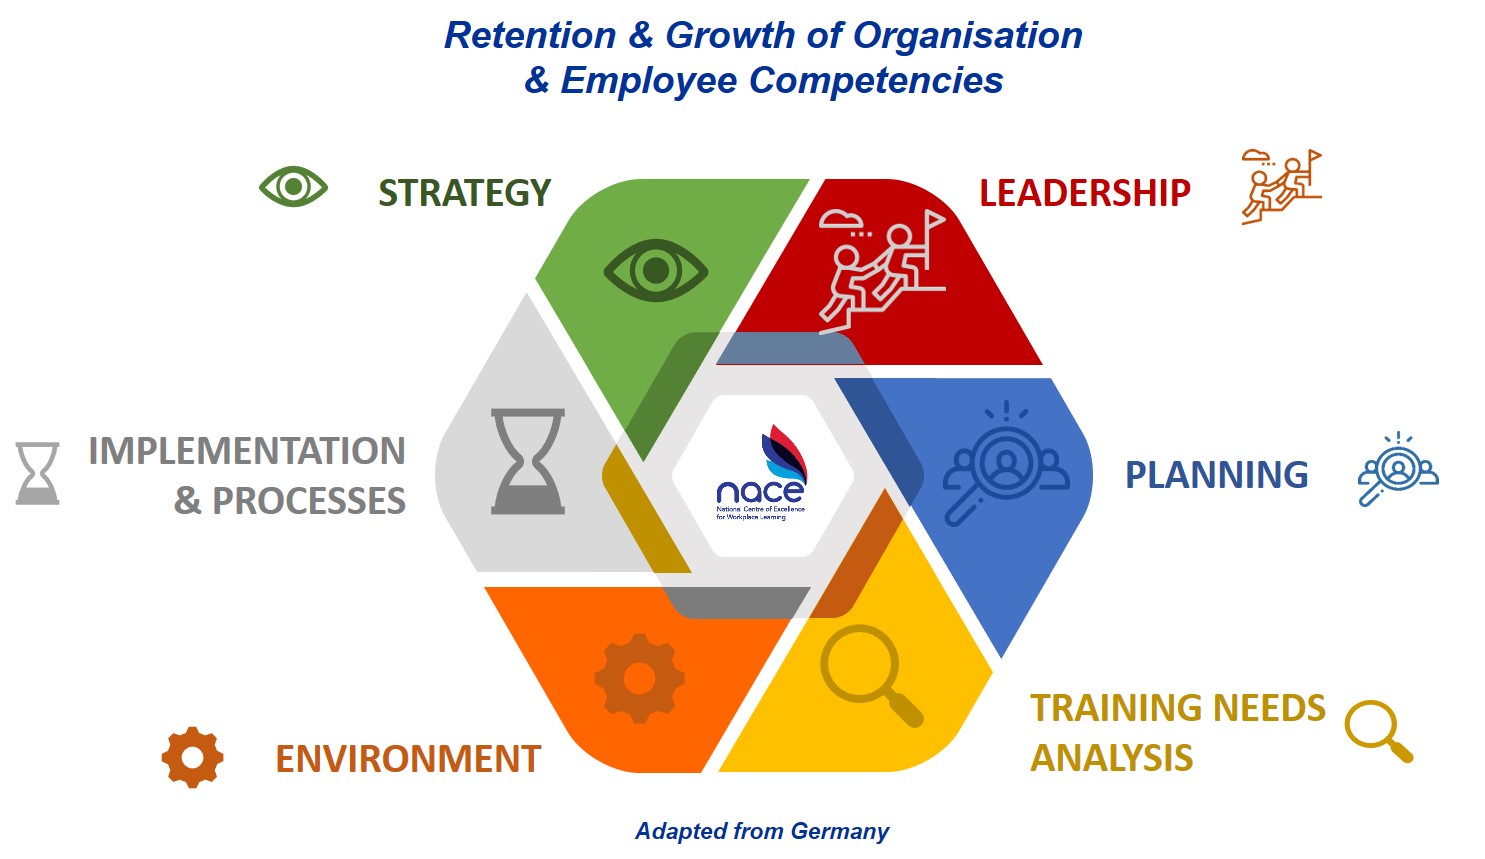 Retention & Growth of Organisation
& Employee Competencies
STRATEGY
LEADERSHIP
IMPLEMENTATION
& PROCESSES
nace
National Centre of Excellence
for Workplace Learning
PLANNING
ENVIRONMENT
TRAINING NEEDS
ANALYSIS
Adapted from Germany